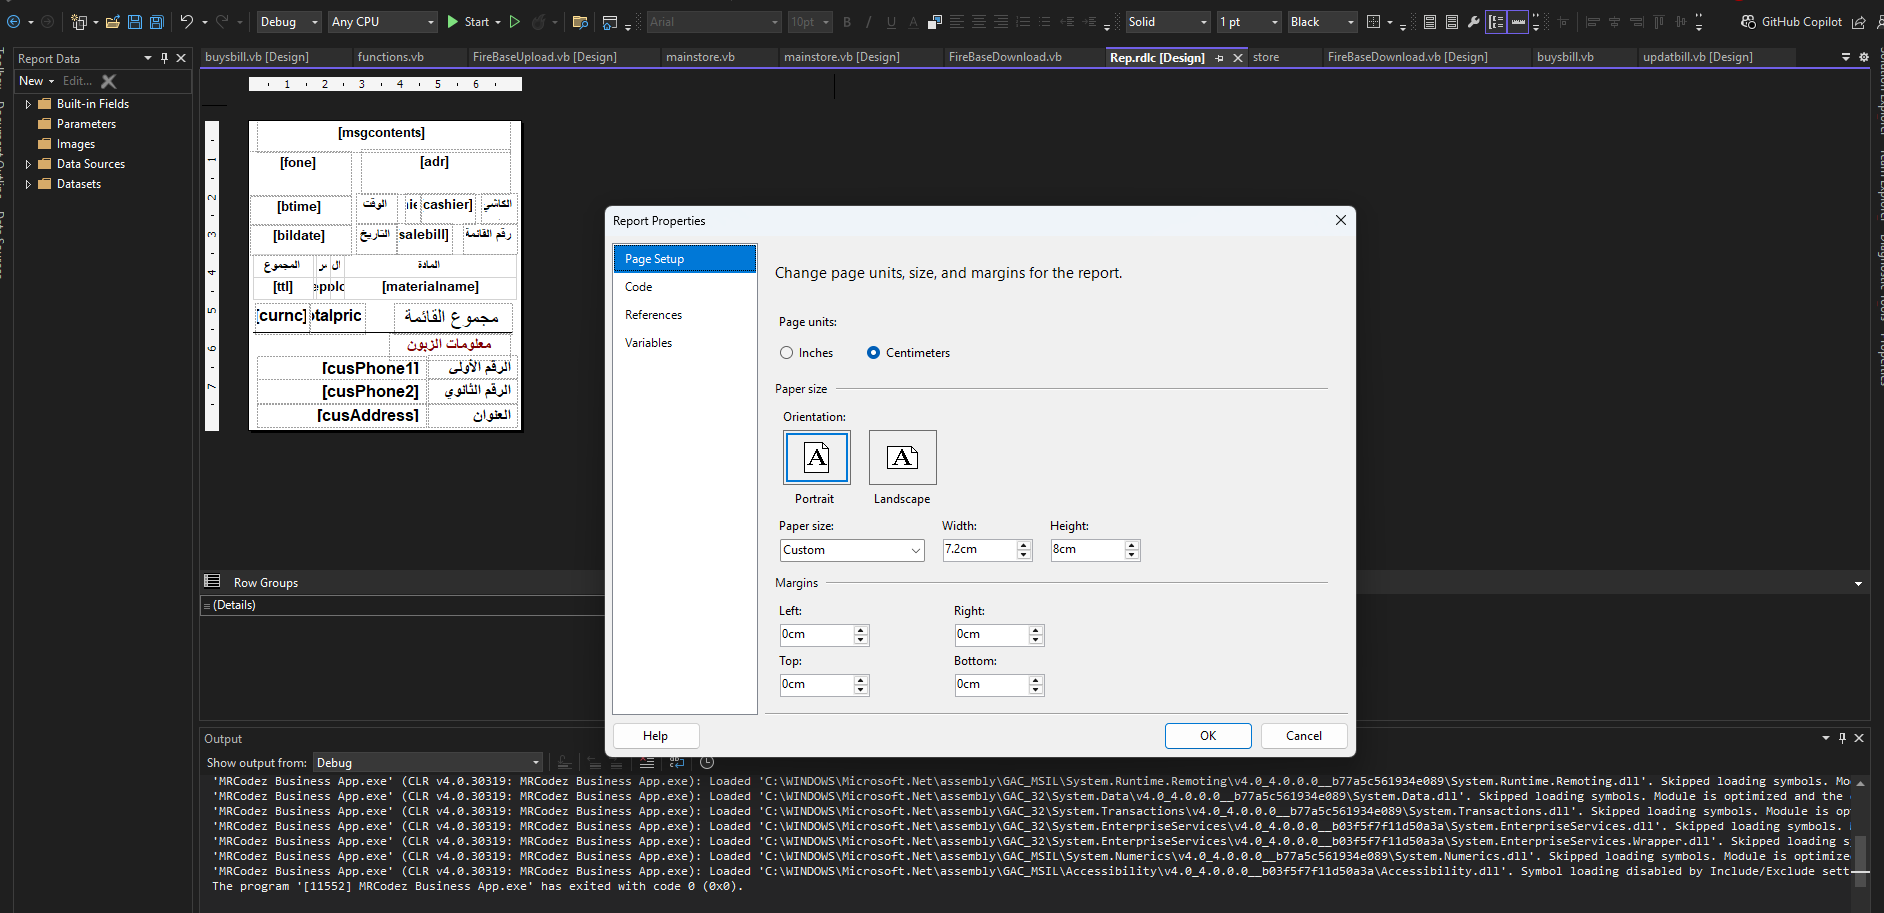 Debug
Any CPU
Start
Arial
10pt
B
I
U
A
Solid
1 pt
Black
GitHub Copilot
Report Data
buysbill.vb [Design]
functions.vb
FireBaseUpload.vb [Design]
mainstore.vb
mainstore.vb [Design]
FireBaseDownload.vb
Rep.rdlc [Design]
store
FireBaseDownload.vb [Design]
buysbill.vb
updatbill.vb [Design]
New
Edit...
Built-in Fields
Parameters
Images
Data Sources
Datasets
1 2 3 4 5 6
1
2
3
4
5
6
7
[msgcontents]
[fone]
[adr]
[btime]
الوقت
cashier]
الكاشي
[bildate]
التاريخ
salebill]
رقم القائمة
المجموع
ال
المادة
[ttl]
[materialname]
[curnc]
otalpric
مجموع القائمة
معلومات الزبون
[cusPhone1]
الرقم الأولى
[cusPhone2]
الرقم الثانوي
[cusAddress]
العنوان
Row Groups
(Details)
Report Properties
Page Setup
Code
References
Variables
Change page units, size, and margins for the report.
Page units:
Inches
Centimeters
Paper size
Orientation:
A
A
Portrait
Landscape
Paper size:
Width:
Height:
Custom
7.2cm
8cm
Margins
Left:
Right:
0cm
0cm
Top:
Bottom:
0cm
0cm
Help
OK
Cancel
Output
Show output from:
Debug
'MRCodez Business App.exe' (CLR v4.0.30319: MRCodez Business App.exe): Loaded 'C:\WINDOWS\Microsoft.Net\assembly\GAC_MSIL\System.Runtime.Remoting\v4.0_4.0.0.0__b77a5c561934e089\System.Runtime.Remoting.dll'. Skipped loading symbols. Mo
'MRCodez Business App.exe' (CLR v4.0.30319: MRCodez Business App.exe): Loaded 'C:\WINDOWS\Microsoft.Net\assembly\GAC_32\System.Data\v4.0_4.0.0.0__b77a5c561934e089\System.Data.dll'. Skipped loading symbols. Module is optimized and the
'MRCodez Business App.exe' (CLR v4.0.30319: MRCodez Business App.exe): Loaded 'C:\WINDOWS\Microsoft.Net\assembly\GAC_32\System.Transactions\v4.0_4.0.0.0__b77a5c561934e089\System.Transactions.dll'. Skipped loading symbols. Module is op
'MRCodez Business App.exe' (CLR v4.0.30319: MRCodez Business App.exe): Loaded 'C:\WINDOWS\Microsoft.Net\assembly\GAC_32\System.EnterpriseServices\v4.0_4.0.0.0__b03f5f7f11d50a3a\System.EnterpriseServices.dll'. Skipped loading symbols.
'MRCodez Business App.exe' (CLR v4.0.30319: MRCodez Business App.exe): Loaded 'C:\WINDOWS\Microsoft.Net\assembly\GAC_32\System.EnterpriseServices\v4.0_4.0.0.0__b03f5f7f11d50a3a\System.EnterpriseServices.Wrapper.dll'. Skipped loading s
'MRCodez Business App.exe' (CLR v4.0.30319: MRCodez Business App.exe): Loaded 'C:\WINDOWS\Microsoft.Net\assembly\GAC_MSIL\System.Numerics\v4.0_4.0.0.0__b77a5c561934e089\System.Numerics.dll'. Skipped loading symbols. Module is optimize
'MRCodez Business App.exe' (CLR v4.0.30319: MRCodez Business App.exe): Loaded 'C:\WINDOWS\Microsoft.Net\assembly\GAC_MSIL\Accessibility\v4.0_4.0.0.0__b03f5f7f11d50a3a\Accessibility.dll'. Symbol loading disabled by Include/Exclude sett
The program '[11552] MRCodez Business App.exe' has exited with code 0 (0x0).